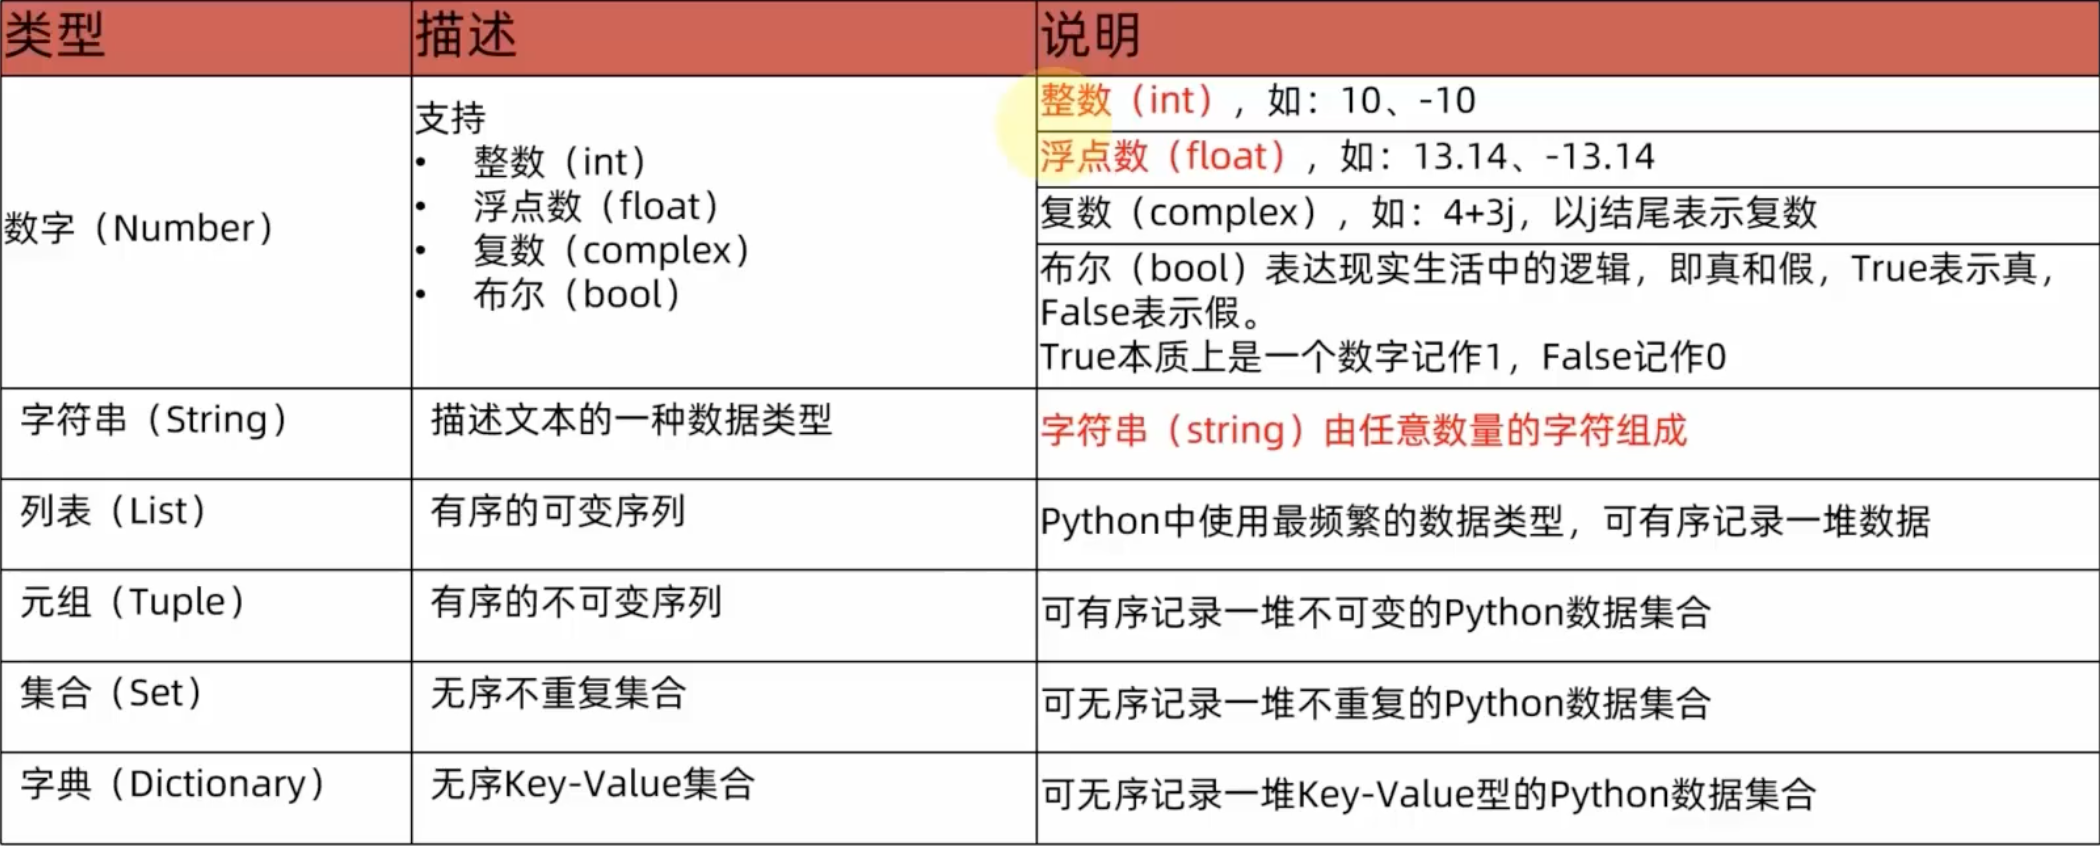 类型
描述
说明
数字（Number）
支持
• 整数（int）
• 浮点数（float）
• 复数（complex）
• 布尔（bool）
整数（int），如：10、-10
浮点数（float），如：13.14、-13.14
复数（complex），如：4+3j，以j结尾表示复数
布尔（bool）表达现实生活中的逻辑，即真和假，True表示真，
False表示假。
True本质上是一个数字记作1，False记作0
字符串（String）
描述文本的一种数据类型
字符串（string）由任意数量的字符组成
列表（List）
有序的可变序列
Python中使用最频繁的数据类型，可有序记录一堆数据
元组（Tuple）
有序的不可变序列
可有序记录一堆不可变的Python数据集合
集合（Set）
无序不重复集合
可无序记录一堆不重复的Python数据集合
字典（Dictionary）
无序Key-Value集合
可无序记录一堆Key-Value型的Python数据集合